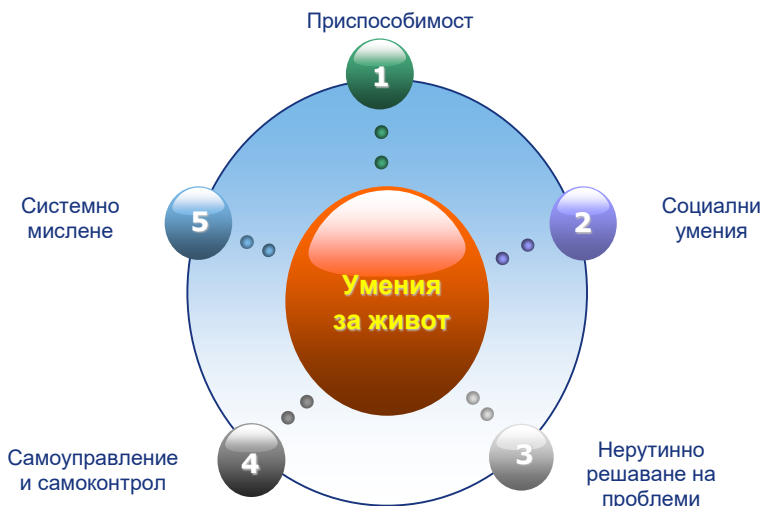 Приспособимост
1
Системно
мислене
5
2
Социални
умения
Умения
за живот
Самоуправление
и самоконтрол
4
3
Нерутинно
решаване на
проблеми